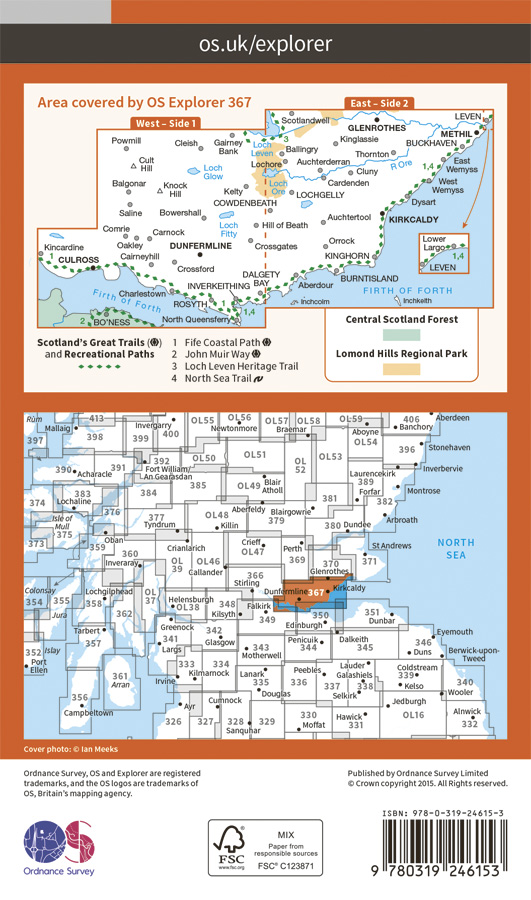 os.uk/explorer
Area covered by OS Explorer 367
West – Side 1
East – Side 2
Powmill
Cleish
Gairney
Bank
Scotlandwell
GLENROTHES
LEVEN
METHIL
Cult
Hill
Loch
Leven
3
Ballingry
Kinglassie
BUCKHAVEN
Loch
Glow
Lochore
Auchterderran
Thornton
R Ore
East
Wemyss
Balgonar
Knock
Hill
Kelty
Loch
Ore
Cluny
Cardenden
1,4
West
Wemyss
Saline
Bowershall
COWDENBEATH
LOCHGELLY
Dysart
Comrie
Carnock
Loch
Fitty
Hill of Beath
Auchtertool
KIRKCALDY
Kincardine
Oakley
DUNFERMLINE
Crossgates
Orrock
Lower
Largo
1
CULROSS
Cairneyhill
Crossford
KINGHORN
1,4
LEVEN
DALGETY
BAY
INVERKEITHING
Aberdour
BURNTISLAND
Firth of Forth
Charlestown
ROSYTH
1
Inchcolm
FIRTH OF FORTH
Inchkeith
2
BO'NESS
North Queensferry
1,4
Scotland's Great Trails ( )
and Recreational Paths
1 Fife Coastal Path
2 John Muir Way
3 Loch Leven Heritage Trail
4 North Sea Trail
Central Scotland Forest
Lomond Hills Regional Park
Rùm
413
Invergarry
OL55
OL56
OL57
OL58
OL59
406
Aberdeen
397
Mallaig
398
399
400
Newtonmore
Braemar
Aboyne
Banchory
OL54
390
Acharacle
391
392
Fort William/
An Gearasdan
OL50
OL51
OL
52
OL53
396
Stonehaven
Inverbervie
374
383
Lochaline
384
385
OL49
Blair
Atholl
Laurencekirk
389
Forfar
Montrose
Isle of
Mull
375
376
377
Tyndrum
OL48
Killin
Aberfeldy
379
Blairgowrie
381
382
380
Dundee
Arbroath
373
359
Oban
360
Inveraray
Crianlarich
OL
39
OL46
Callander
Crieff
OL47
Perth
369
370
Glenrothes
St Andrews
371
NORTH
SEA
Colonsay
354
355
Jura
358
Lochgilphead
OL
37
Helensburgh
OL38
366
Stirling
348
Kilsyth
Dunfermline
367
Kirkcaldy
Falkirk
349
350
351
Dunbar
362
Greenock
Edinburgh
352
Islay
Port
Ellen
Tarbert
357
341
Largs
342
Glasgow
343
Motherwell
Penicuik
344
Dalkeith
345
346
Duns
Eyemouth
Berwick-upon-
Tweed
361
Arran
333
Irvine
334
Kilmarnock
Lanark
335
Peebles
336
Lauder
Galashiels
337
338
Selkirk
Coldstream
339
Kelso
340
Wooler
356
Campbeltown
Ayr
Cumnock
Douglas
Jedburgh
326
327
328
Sanquhar
329
330
Moffat
Hawick
331
OL16
Alnwick
332
Cover photo: © Ian Meeks
Ordnance Survey, OS and Explorer are registered
trademarks, and the OS logos are trademarks of
OS, Britain's mapping agency.
Published by Ordnance Survey Limited
© Crown copyright 2015. All Rights reserved.
OS
Ordnance Survey
FSC
www.fsc.org
MIX
Paper from
responsible sources
FSC® C123871
ISBN: 978-0-319-24615-3
9 780319 246153